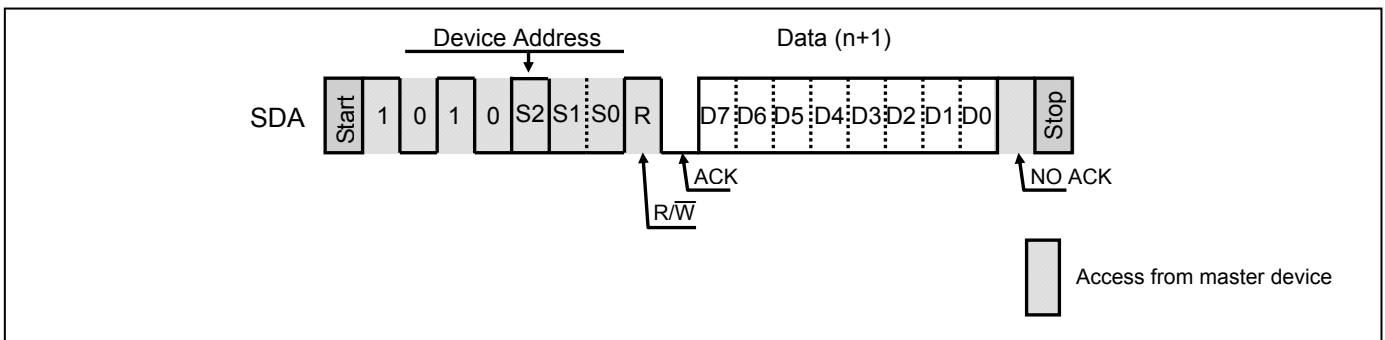 Device Address Data (n+1)
SDA Start 1 0 1 0 S2 S1 S0 R D7 D6 D5 D4 D3 D2 D1 D0 Stop
ACK NO ACK
R/W̅
Access from master device